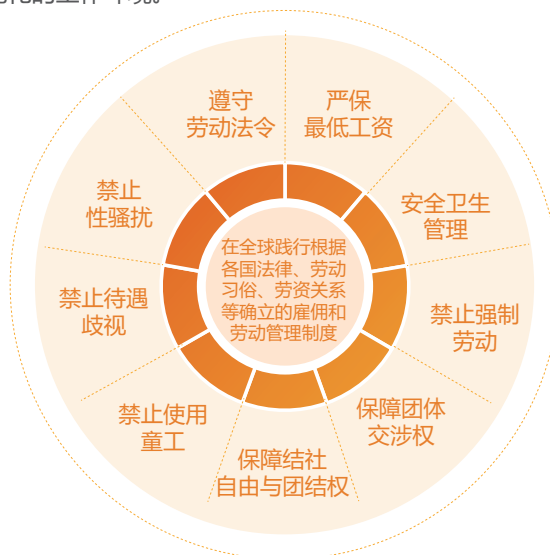 严保
最低工资
安全卫生
管理
禁止强制
劳动
保障团体
交涉权
保障结社
自由与团结权
禁止使用
童工
禁止待遇
歧视
禁止
性骚扰
遵守
劳动法令
在全球践行根据
各国法律、劳动
习俗、劳资关系
等确立的雇佣和
劳动管理制度